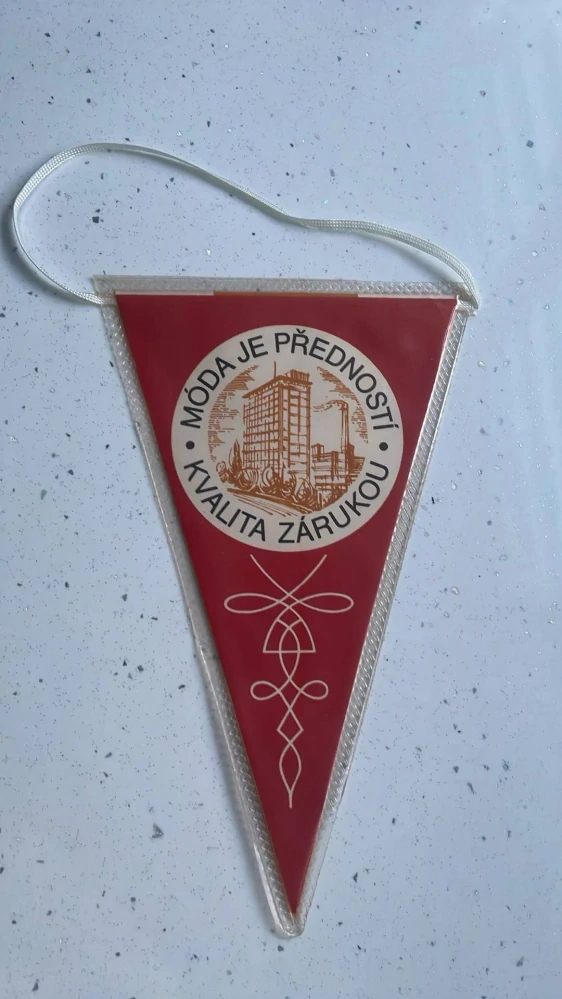 MÓDA JE PŘEDNOSTÍ
• KVALITA ZÁRUKOU •